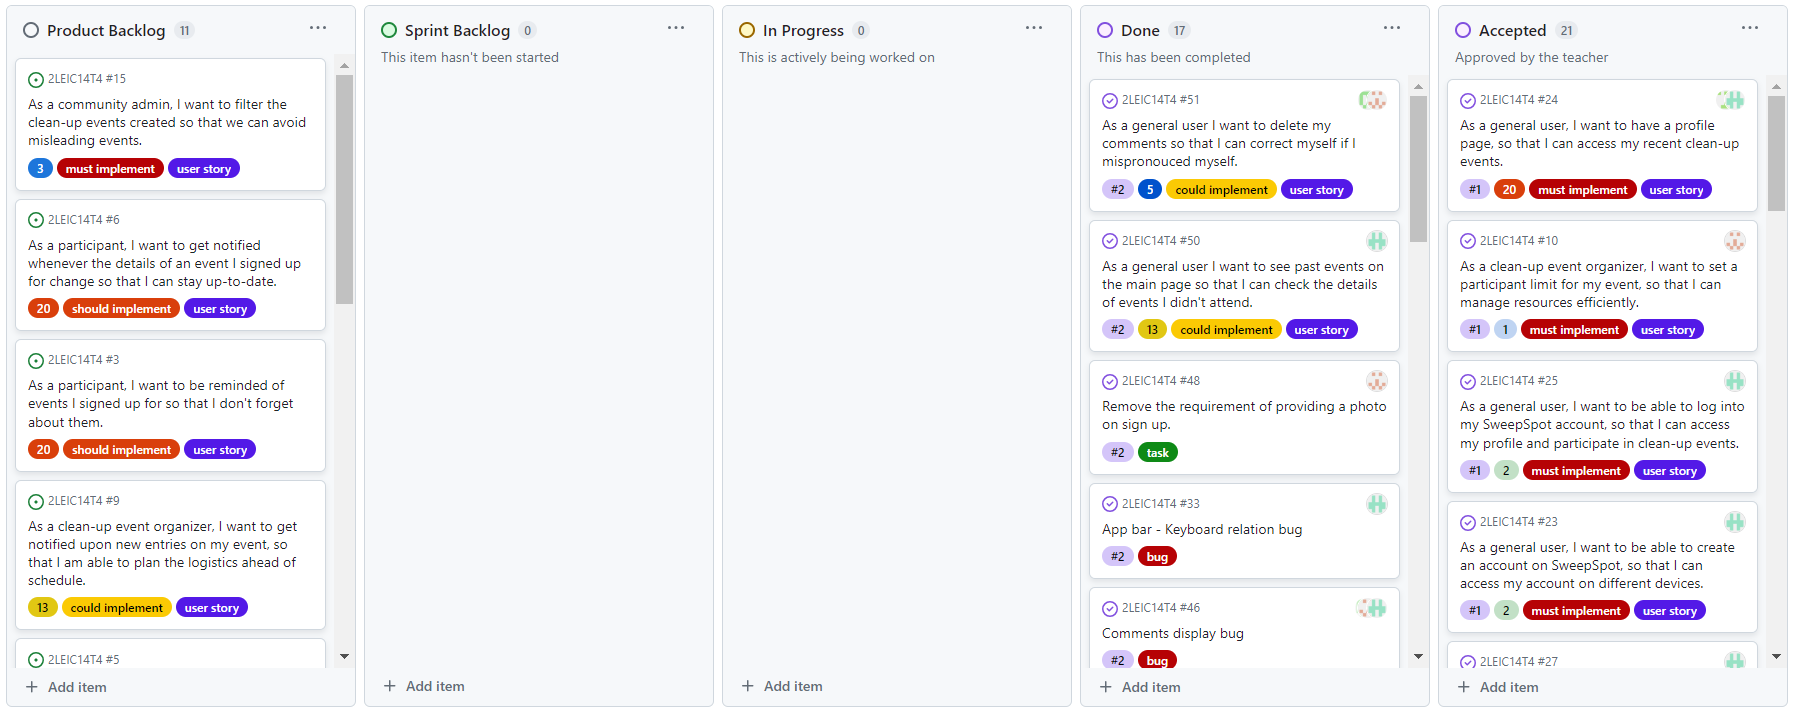 Product Backlog 11
2LEIC14T4 #15
As a community admin, I want to filter the
clean-up events created so that we can avoid
misleading events.
3 must implement user story
2LEIC14T4 #6
As a participant, I want to get notified
whenever the details of an event I signed up
for change so that I can stay up-to-date.
20 should implement user story
2LEIC14T4 #3
As a participant, I want to be reminded of
events I signed up for so that I don't forget
about them.
20 should implement user story
2LEIC14T4 #9
As a clean-up event organizer, I want to get
notified upon new entries on my event, so
that I am able to plan the logistics ahead of
schedule.
13 could implement user story
2LEIC14T4 #5
+ Add item
Sprint Backlog 0
This item hasn't been started
+ Add item
In Progress 0
This is actively being worked on
+ Add item
Done 17
This has been completed
2LEIC14T4 #51
As a general user I want to delete my
comments so that I can correct myself if I
mispronouced myself.
#2 5 could implement user story
2LEIC14T4 #50
As a general user I want to see past events on
the main page so that I can check the details
of events I didn't attend.
#2 13 could implement user story
2LEIC14T4 #48
Remove the requirement of providing a photo
on sign up.
#2 task
2LEIC14T4 #33
App bar - Keyboard relation bug
#2 bug
2LEIC14T4 #46
Comments display bug
#2 bug
+ Add item
Accepted 21
Approved by the teacher
2LEIC14T4 #24
As a general user, I want to have a profile
page, so that I can access my recent clean-up
events.
#1 20 must implement user story
2LEIC14T4 #10
As a clean-up event organizer, I want to set a
participant limit for my event, so that I can
manage resources efficiently.
#1 1 must implement user story
2LEIC14T4 #25
As a general user, I want to be able to log into
my SweepSpot account, so that I can access
my profile and participate in clean-up events.
#1 2 must implement user story
2LEIC14T4 #23
As a general user, I want to be able to create
an account on SweepSpot, so that I can
access my account on different devices.
#1 2 must implement user story
2LEIC14T4 #27
+ Add item